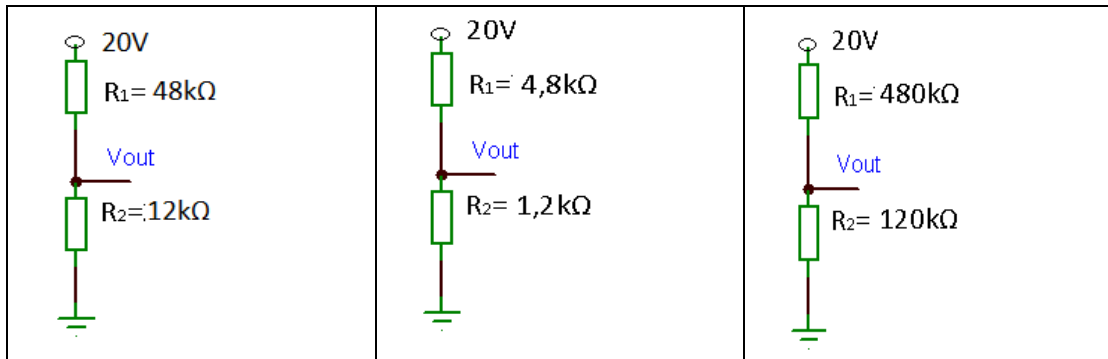 20V
R₁= 48kΩ
Vout
R₂=12kΩ
20V
R₁= 4,8kΩ
Vout
R₂= 1,2kΩ
20V
R₁= 480kΩ
Vout
R₂= 120kΩ